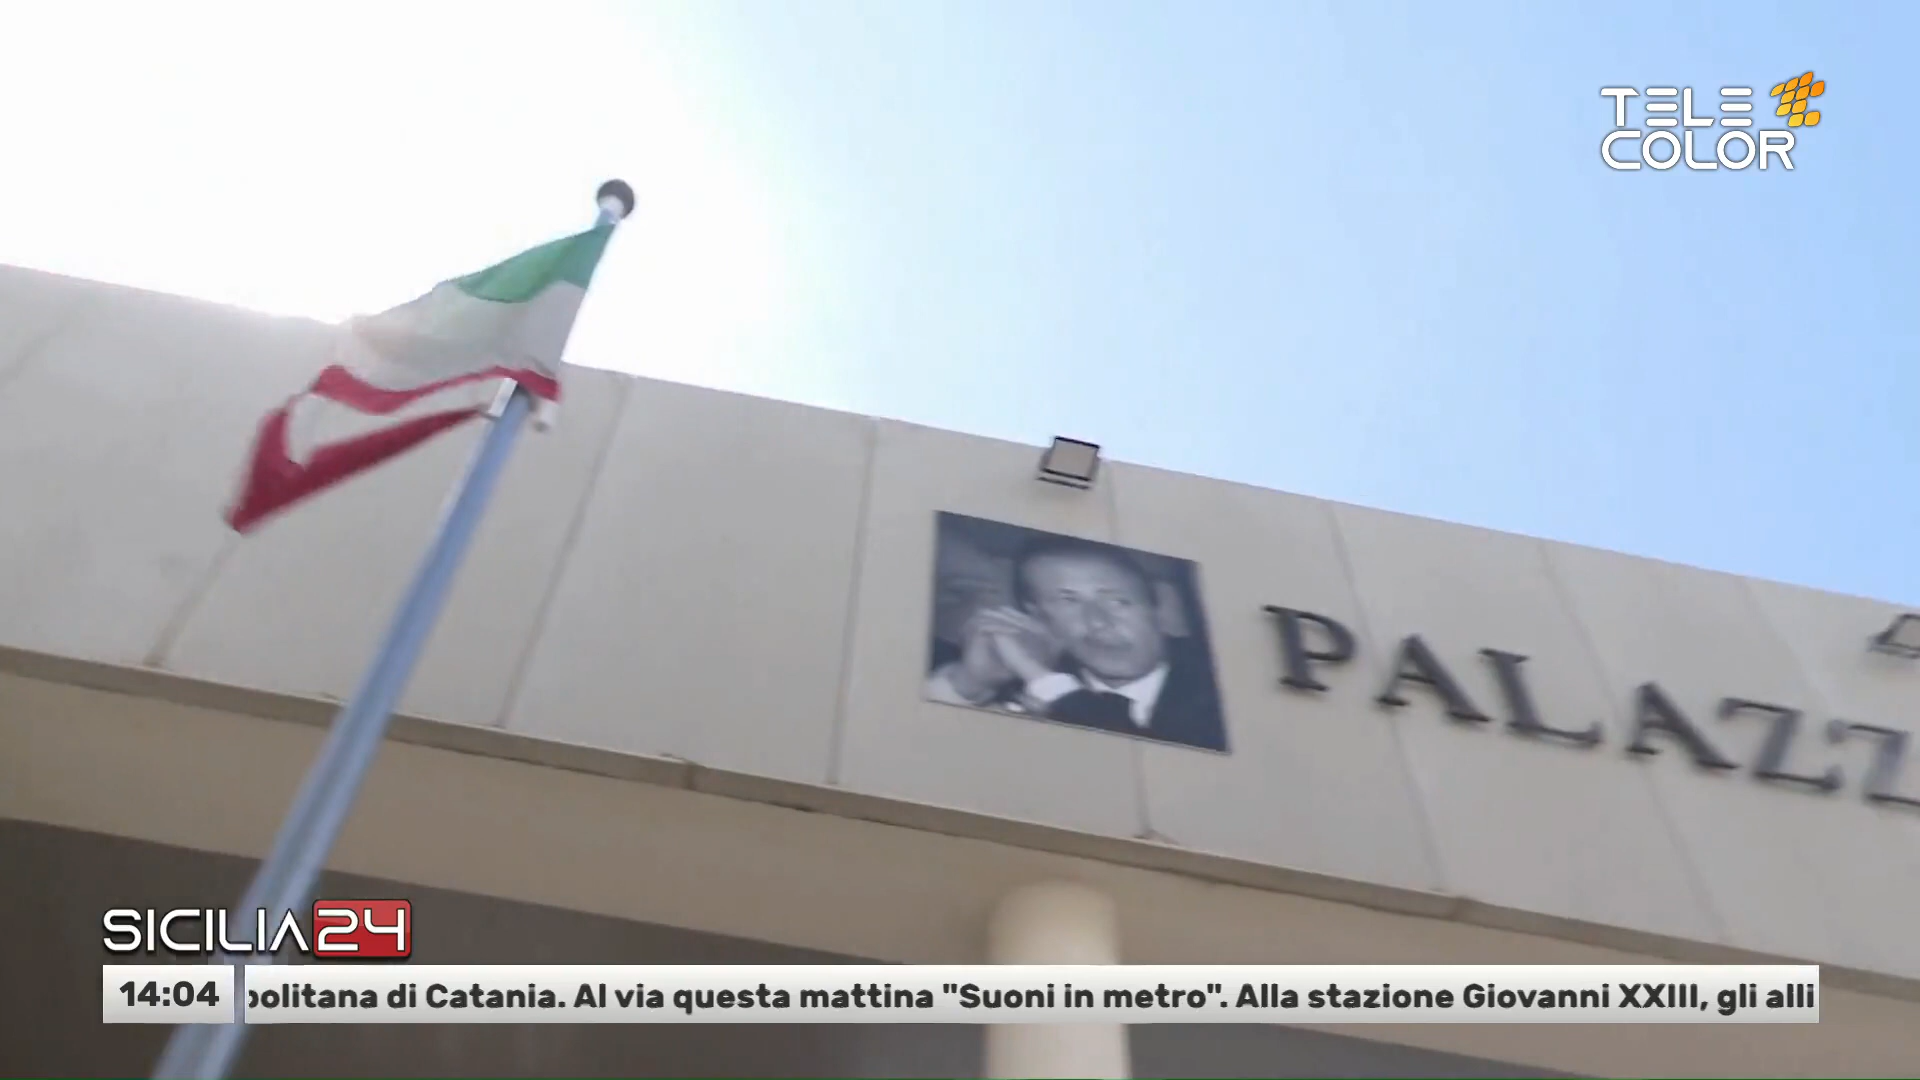 TELE
COLOR
PALAZZ
SICILIA24
14:04
politana di Catania. Al via questa mattina "Suoni in metro". Alla stazione Giovanni XXIII, gli alli